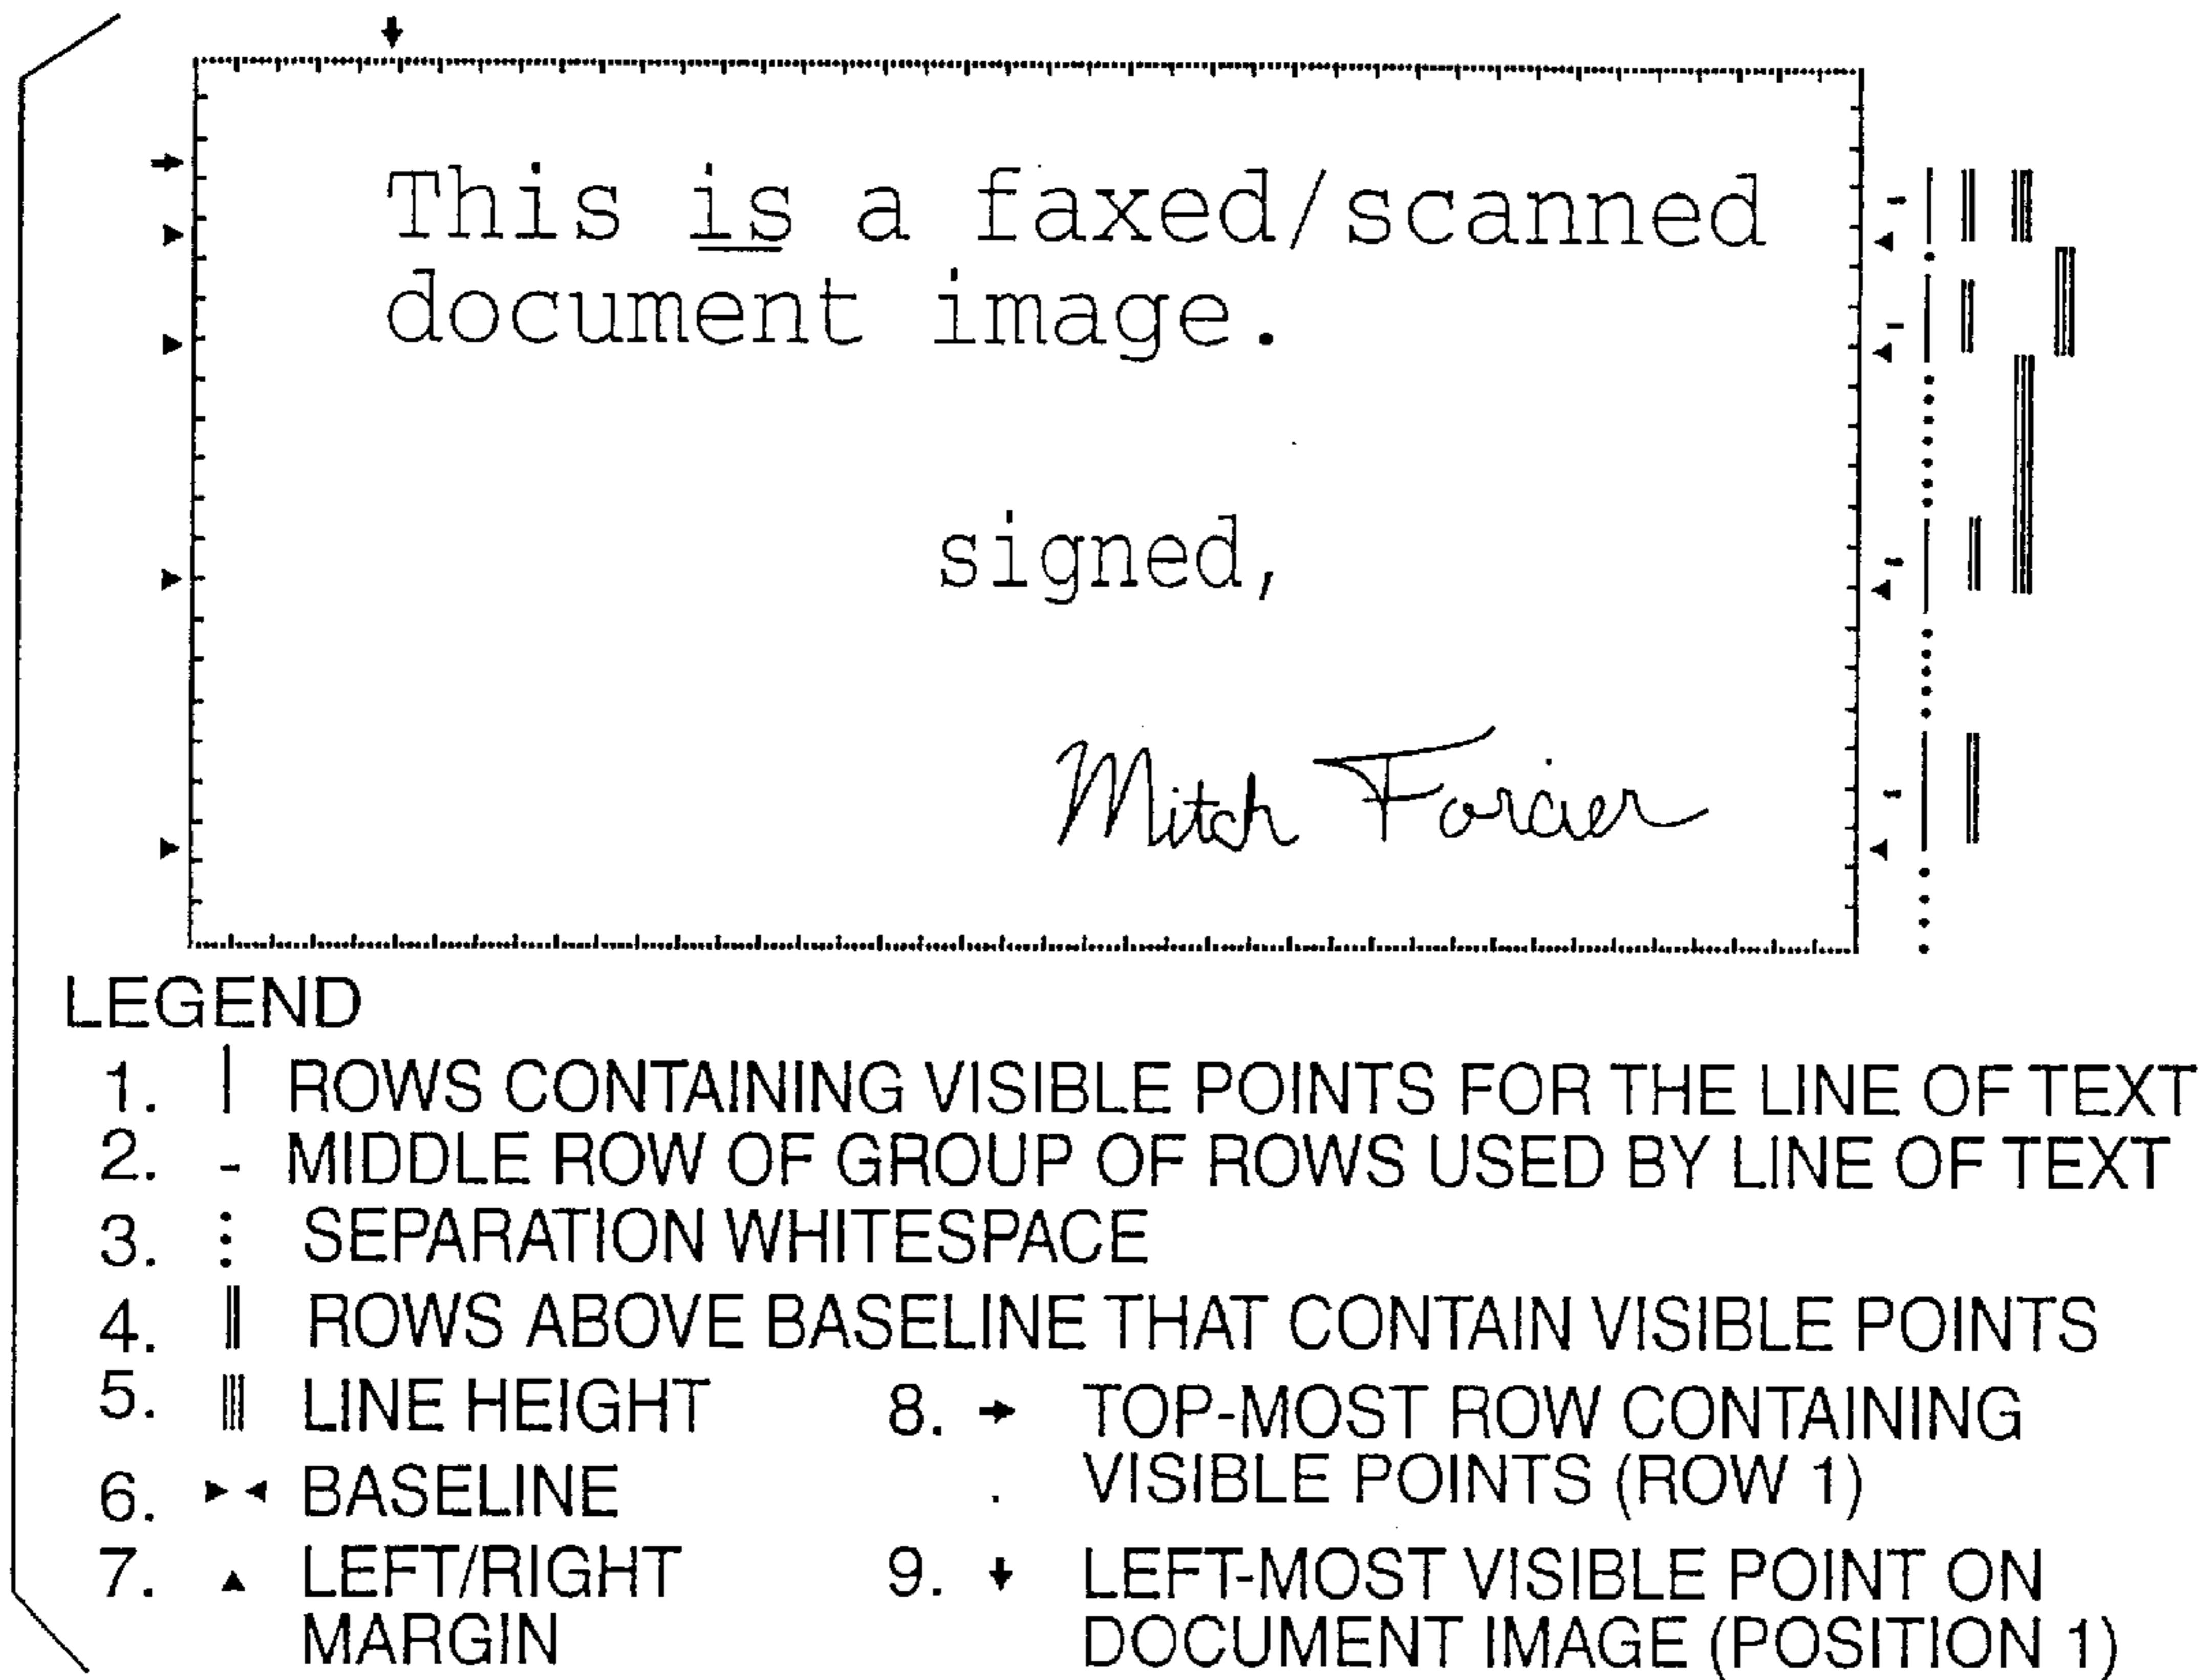 This is a faxed/scanned
document image.
signed,
Mitch Forcier
LEGEND
1. | ROWS CONTAINING VISIBLE POINTS FOR THE LINE OF TEXT
2. - MIDDLE ROW OF GROUP OF ROWS USED BY LINE OF TEXT
3. ⋮ SEPARATION WHITESPACE
4. || ROWS ABOVE BASELINE THAT CONTAIN VISIBLE POINTS
5. ||| LINE HEIGHT
6. ▶ ◀ BASELINE
7. ▲ LEFT/RIGHT
MARGIN
8. → TOP-MOST ROW CONTAINING
VISIBLE POINTS (ROW 1)
9. ↓ LEFT-MOST VISIBLE POINT ON
DOCUMENT IMAGE (POSITION 1)